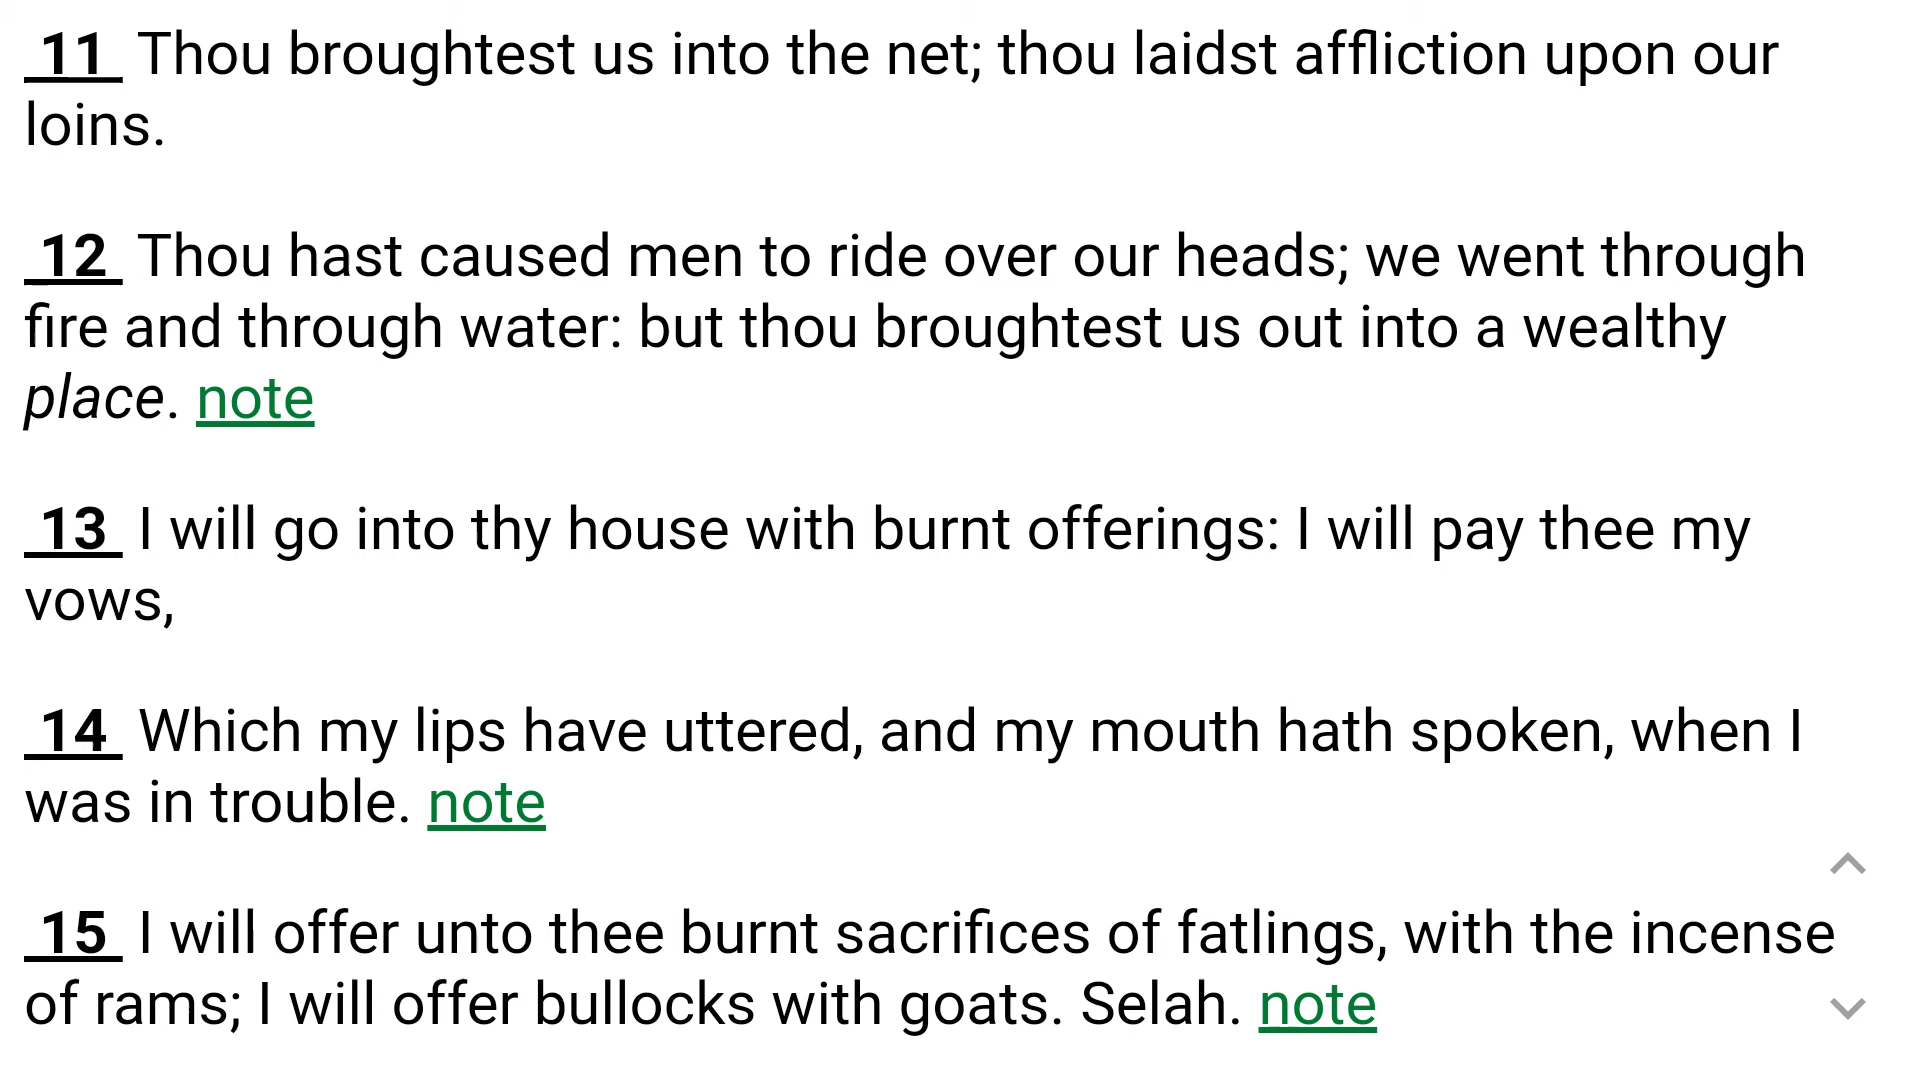 11 Thou broughtest us into the net; thou laidst affliction upon our
loins.
12 Thou hast caused men to ride over our heads; we went through
fire and through water: but thou broughtest us out into a wealthy
place. note
13 I will go into thy house with burnt offerings: I will pay thee my
vows,
14 Which my lips have uttered, and my mouth hath spoken, when I
was in trouble. note
15 I will offer unto thee burnt sacrifices of fatlings, with the incense
of rams; I will offer bullocks with goats. Selah. note